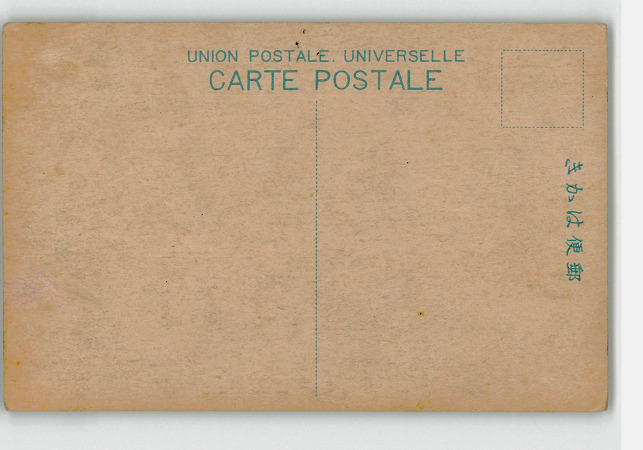 UNION POSTALE. UNIVERSELLE
CARTE POSTALE
郵便はかき